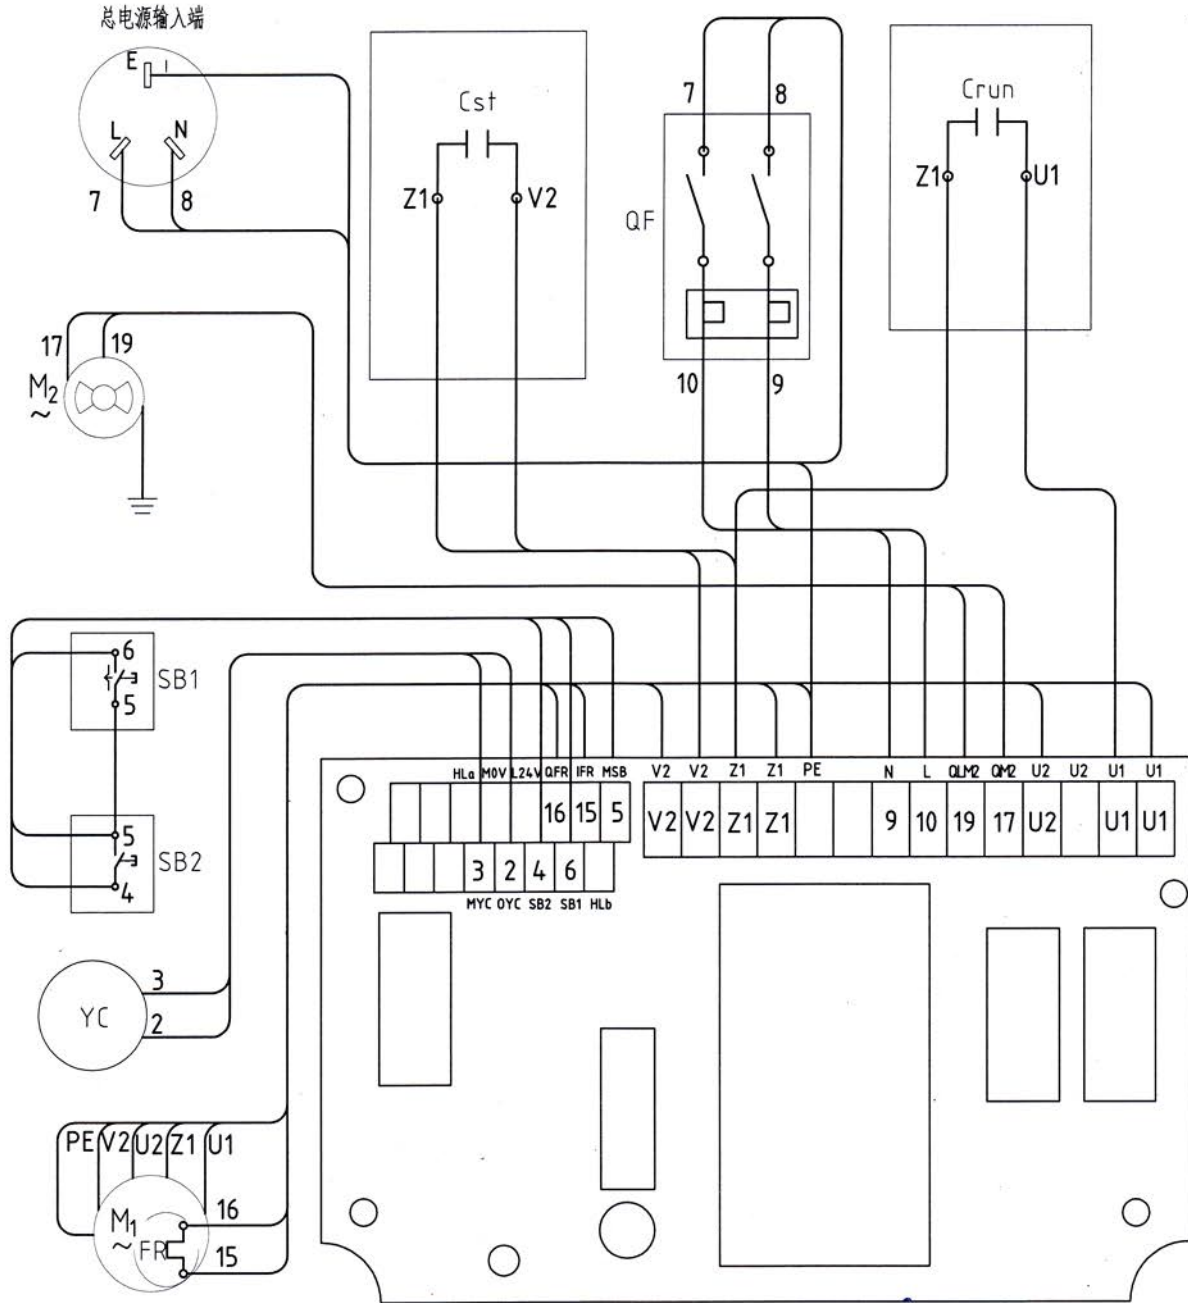 总电源输入端
E
L N
7 8
Cst
Z1 V2
7 8
QF
10 9
Crun
Z1 U1
17 19
M2
~
6
SB1
5
5
SB2
4
3
YC
2
PE V2 U2 Z1 U1
16
M1
~ FR
15
HLa M0V L24V QFR IFR MSB
16 15 5
3 2 4 6
MYC OYC SB2 SB1 HLb
V2 V2 Z1 Z1 PE N L QLM2 QM2 U2 U2 U1 U1
V2 V2 Z1 Z1 9 10 19 17 U2 U1 U1